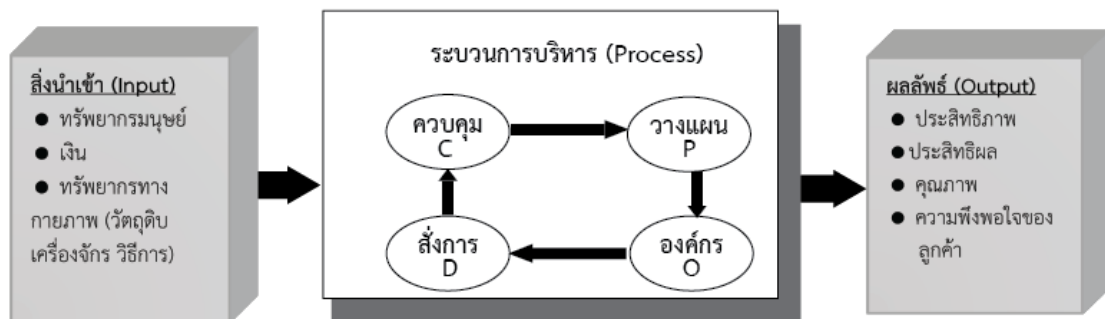 สิ่งนำเข้า (Input)
● ทรัพยากรมนุษย์
● เงิน
● ทรัพยากรทาง
กายภาพ (วัตถุดิบ
เครื่องจักร วิธีการ)
ระบวนการบริหาร (Process)
ควบคุม
C
วางแผน
P
สั่งการ
D
องค์กร
O
ผลลัพธ์ (Output)
● ประสิทธิภาพ
● ประสิทธิผล
● คุณภาพ
● ความพึงพอใจของ
ลูกค้า